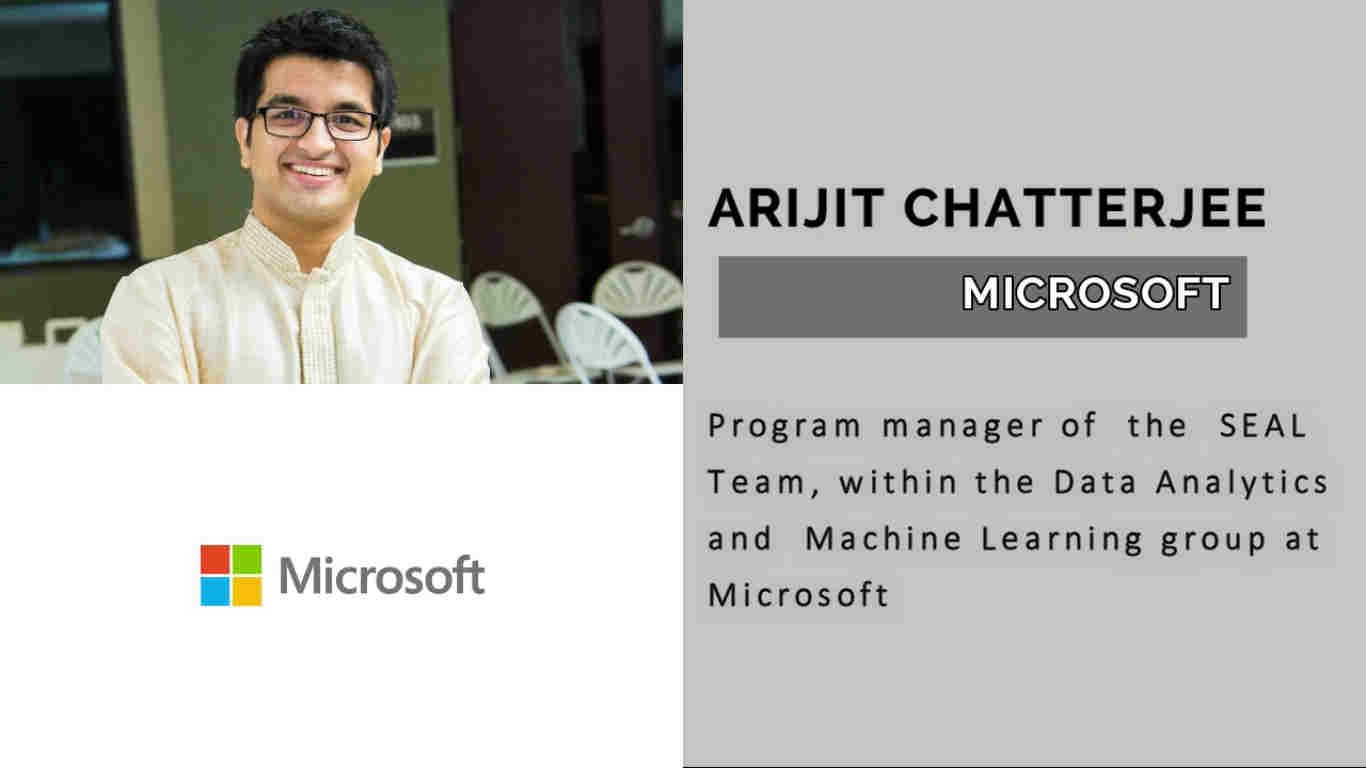 ARIJIT CHATTERJEE
MICROSOFT
Program manager of the SEAL
Team, within the Data Analytics
and Machine Learning group at
Microsoft
Microsoft